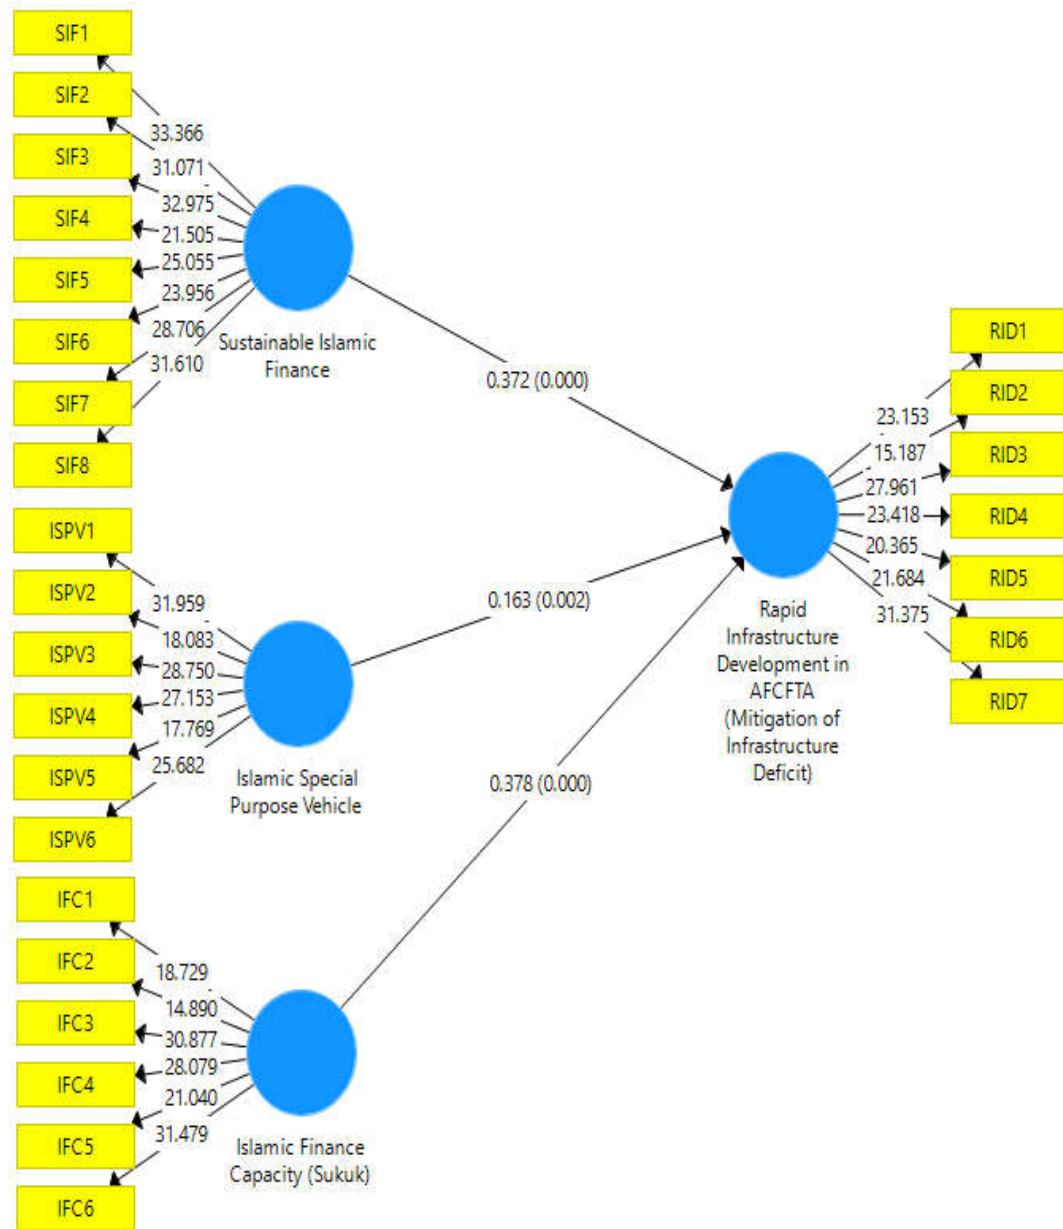 SIF1
SIF2
SIF3
SIF4
SIF5
SIF6
SIF7
SIF8
33.366
31.071
32.975
21.505
25.055
23.956
28.706
31.610
Sustainable Islamic
Finance
0.372 (0.000)
ISPV1
ISPV2
ISPV3
ISPV4
ISPV5
ISPV6
31.959
18.083
28.750
27.153
17.769
25.682
Islamic Special
Purpose Vehicle
0.163 (0.002)
IFC1
IFC2
IFC3
IFC4
IFC5
IFC6
18.729
14.890
30.877
28.079
21.040
31.479
Islamic Finance
Capacity (Sukuk)
0.378 (0.000)
Rapid
Infrastructure
Development in
AFCFTA
(Mitigation of
Infrastructure
Deficit)
23.153
15.187
27.961
23.418
20.365
21.684
31.375
RID1
RID2
RID3
RID4
RID5
RID6
RID7